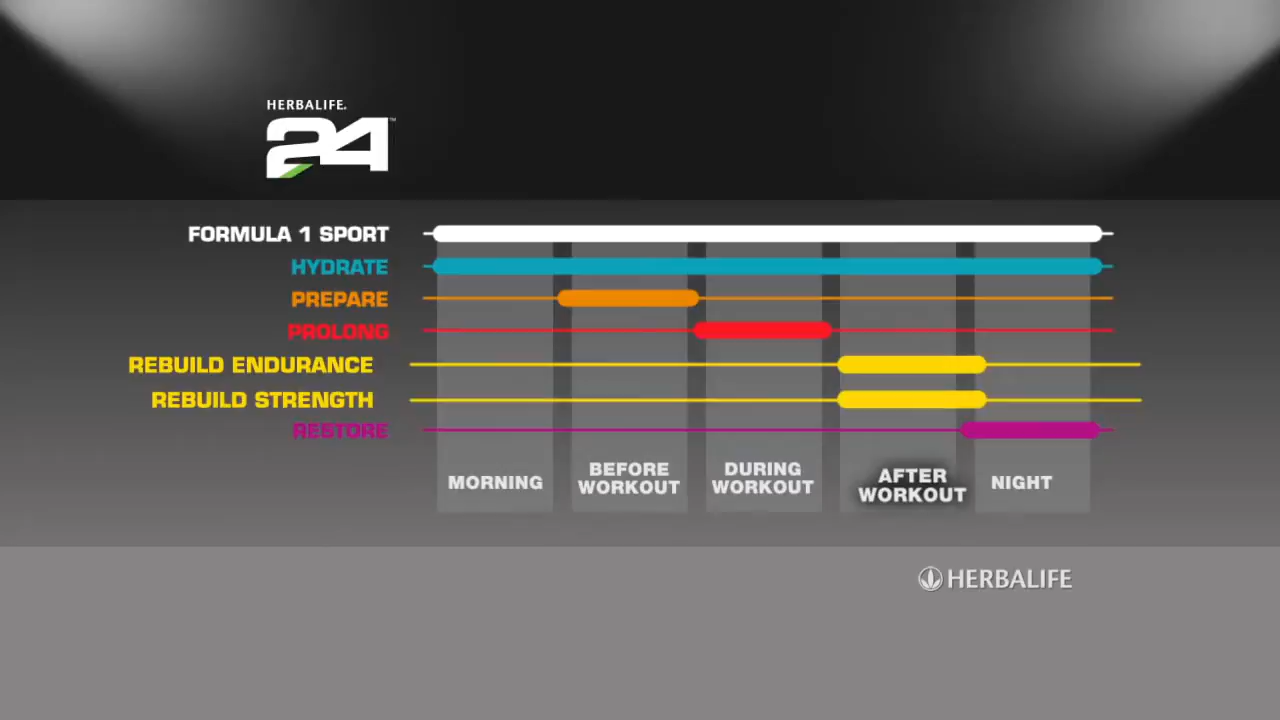 HERBALIFE.
24™
FORMULA 1 SPORT
HYDRATE
PREPARE
PROLONG
REBUILD ENDURANCE
REBUILD STRENGTH
RESTORE
MORNING
BEFORE
WORKOUT
DURING
WORKOUT
AFTER
WORKOUT
NIGHT
HERBALIFE